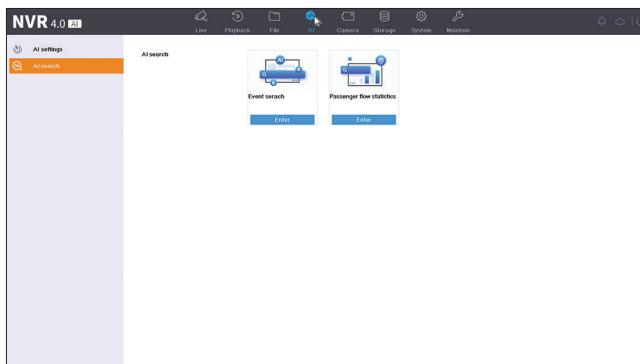 NVR 4.0 AI
Live Playback File AI Camera Storage System Maintain
AI settings
AI search
AI search
Event serach
Passenger flow statistics
Enter
Enter